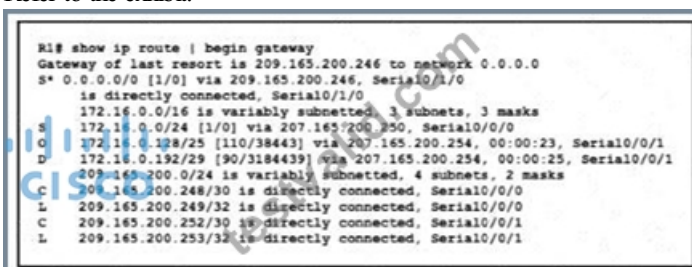 R1# show ip route | begin gateway
Gateway of last resort is 209.165.200.246 to network 0.0.0.0
S* 0.0.0.0/0 [1/0] via 209.165.200.246, Serial0/1/0
is directly connected, Serial0/1/0
172.16.0.0/16 is variably subnetted, 3 subnets, 3 masks
172.16.0.0/24 [1/0] via 207.165.200.250, Serial0/0/0
O 172.16.0.128/25 [110/38443] via 207.165.200.254, 00:00:23, Serial0/0/1
D 172.16.0.192/29 [90/3184439] via 207.165.200.254, 00:00:25, Serial0/0/1
209.165.200.0/24 is variably subnetted, 4 subnets, 2 masks
C 209.165.200.248/30 is directly connected, Serial0/0/0
L 209.165.200.249/32 is directly connected, Serial0/0/0
C 209.165.200.252/30 is directly connected, Serial0/0/1
L 209.165.200.253/32 is directly connected, Serial0/0/1
CISCO
testvalid.com